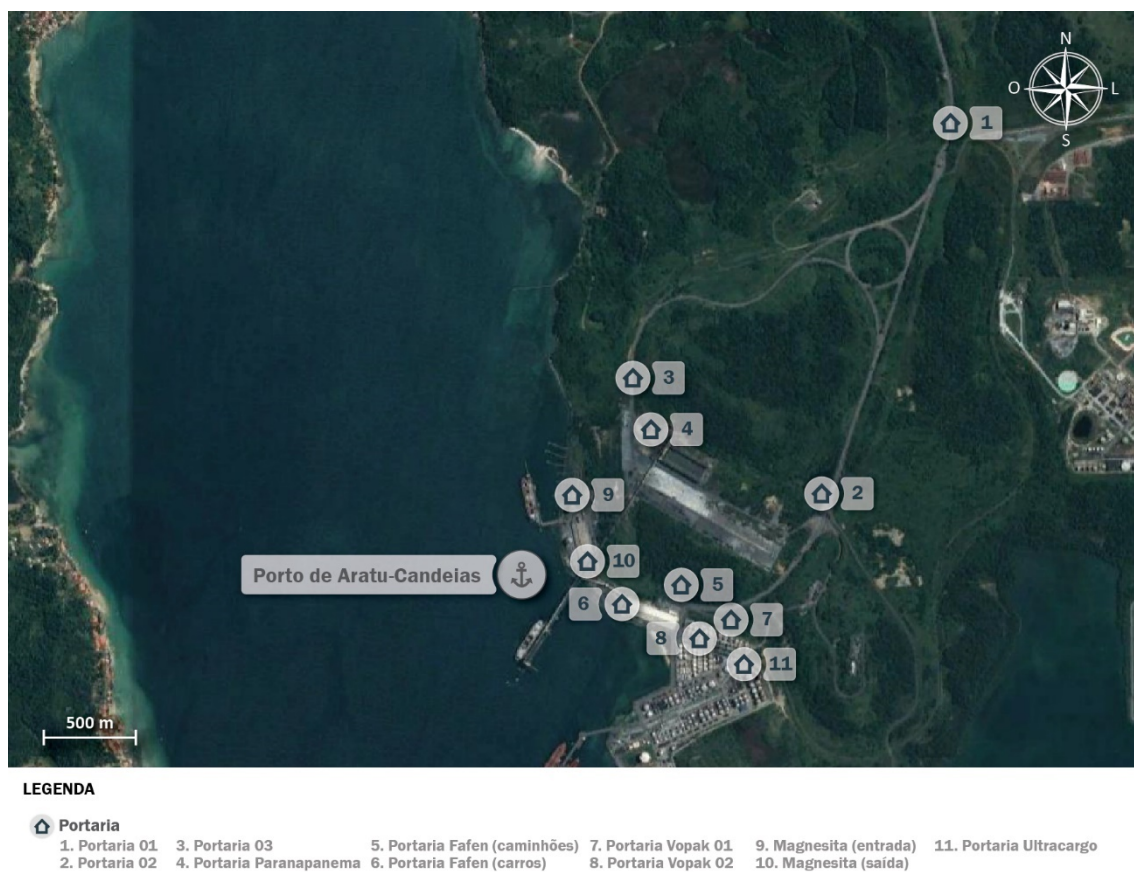 N
O L
S
1
3
4
2
9
10
Porto de Aratu-Candeias
5
6
7
8
11
500 m
LEGENDA
Portaria
1. Portaria 01 3. Portaria 03 5. Portaria Fafen (caminhões) 7. Portaria Vopak 01 9. Magnesita (entrada) 11. Portaria Ultracargo
2. Portaria 02 4. Portaria Paranapanema 6. Portaria Fafen (carros) 8. Portaria Vopak 02 10. Magnesita (saída)